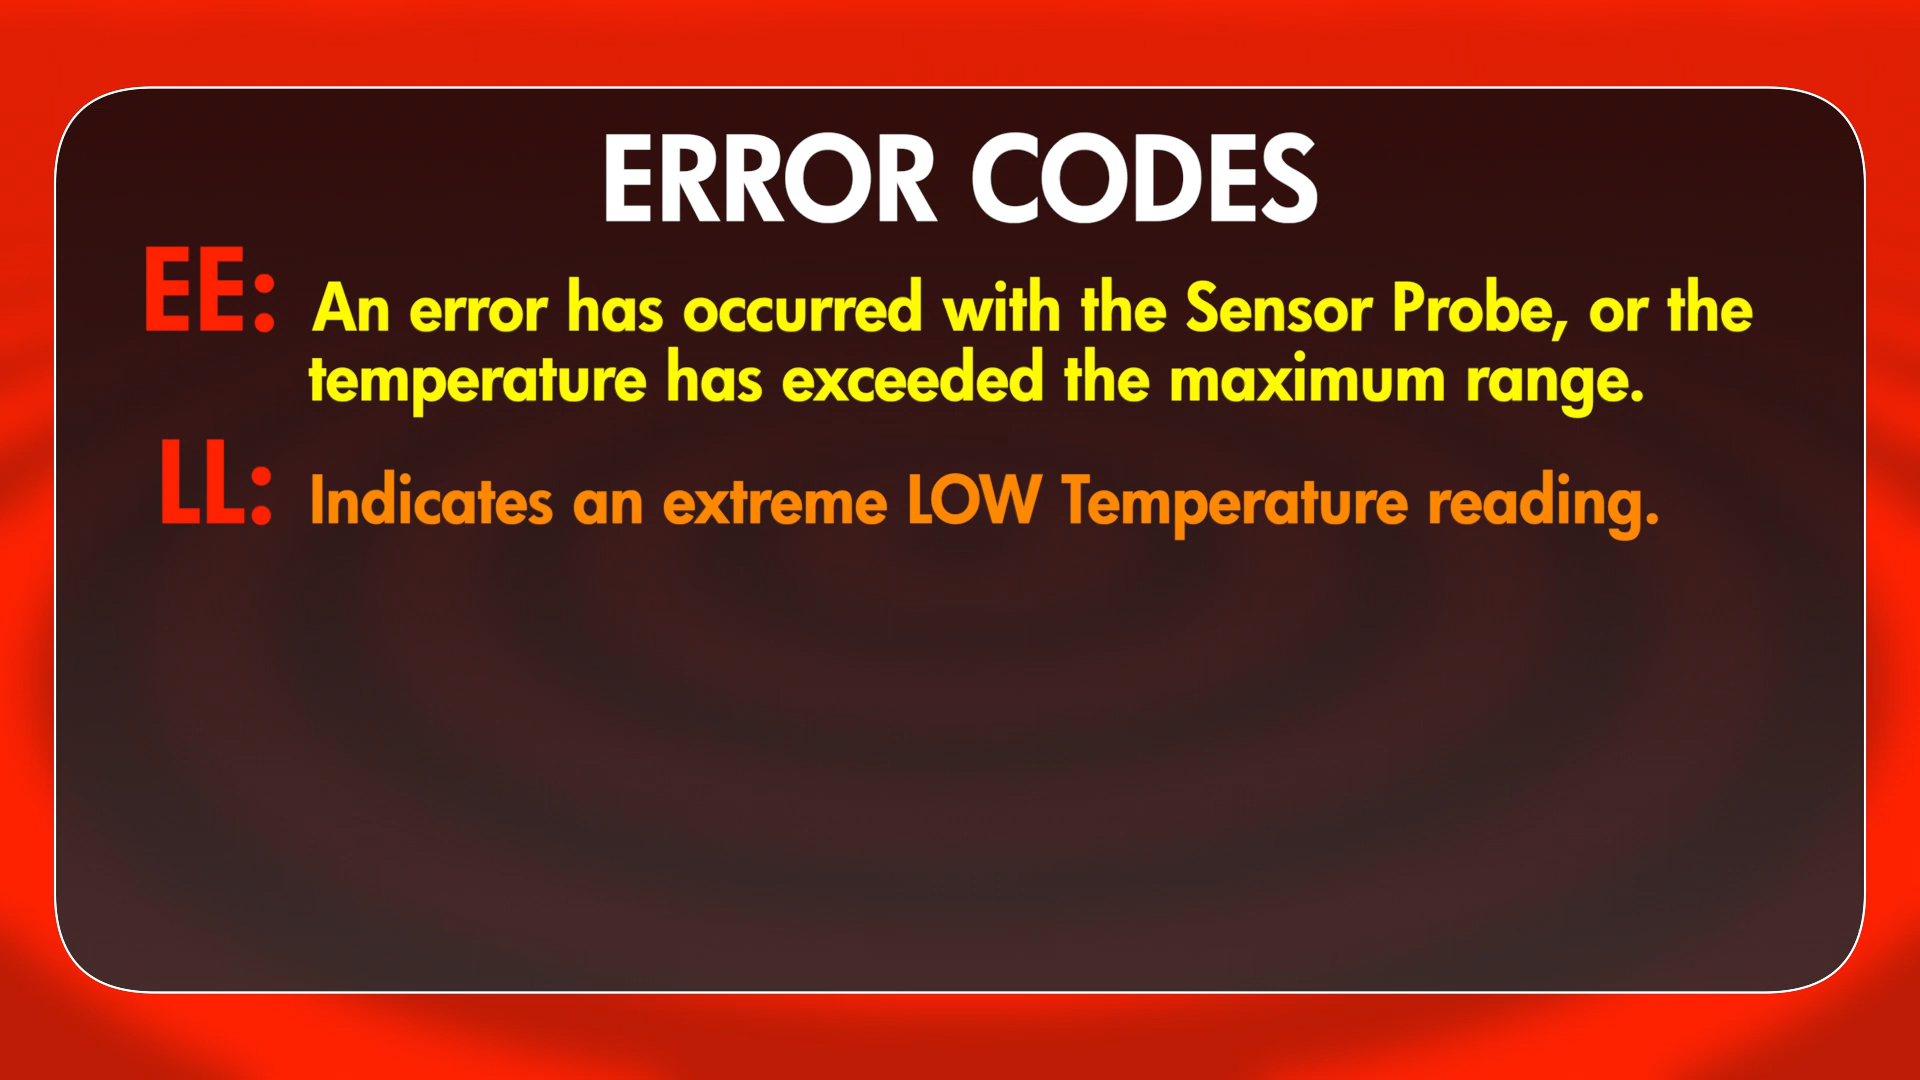 ERROR CODES
EE: An error has occurred with the Sensor Probe, or the
temperature has exceeded the maximum range.
LL: Indicates an extreme LOW Temperature reading.